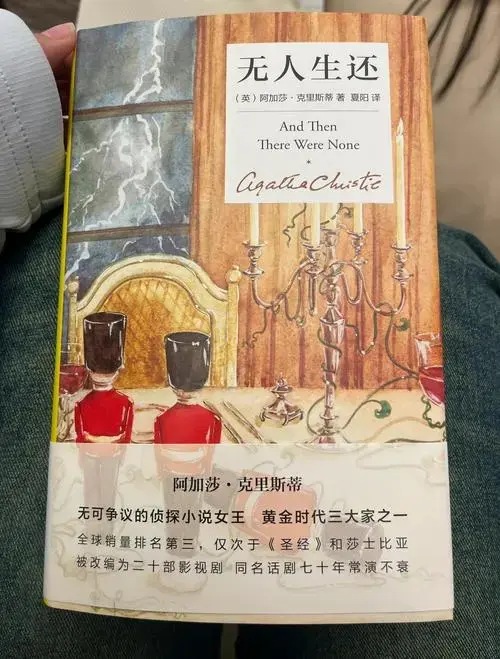 无人生还
(英)阿加莎·克里斯蒂 著 夏阳 译
And Then
There Were None
*
Agatha Christie
阿加莎·克里斯蒂
无可争议的侦探小说女王 黄金时代三大家之一
全球销量排名第三,仅次于《圣经》和莎士比亚
被改编为二十部影视剧 同名话剧七十年常演不衰